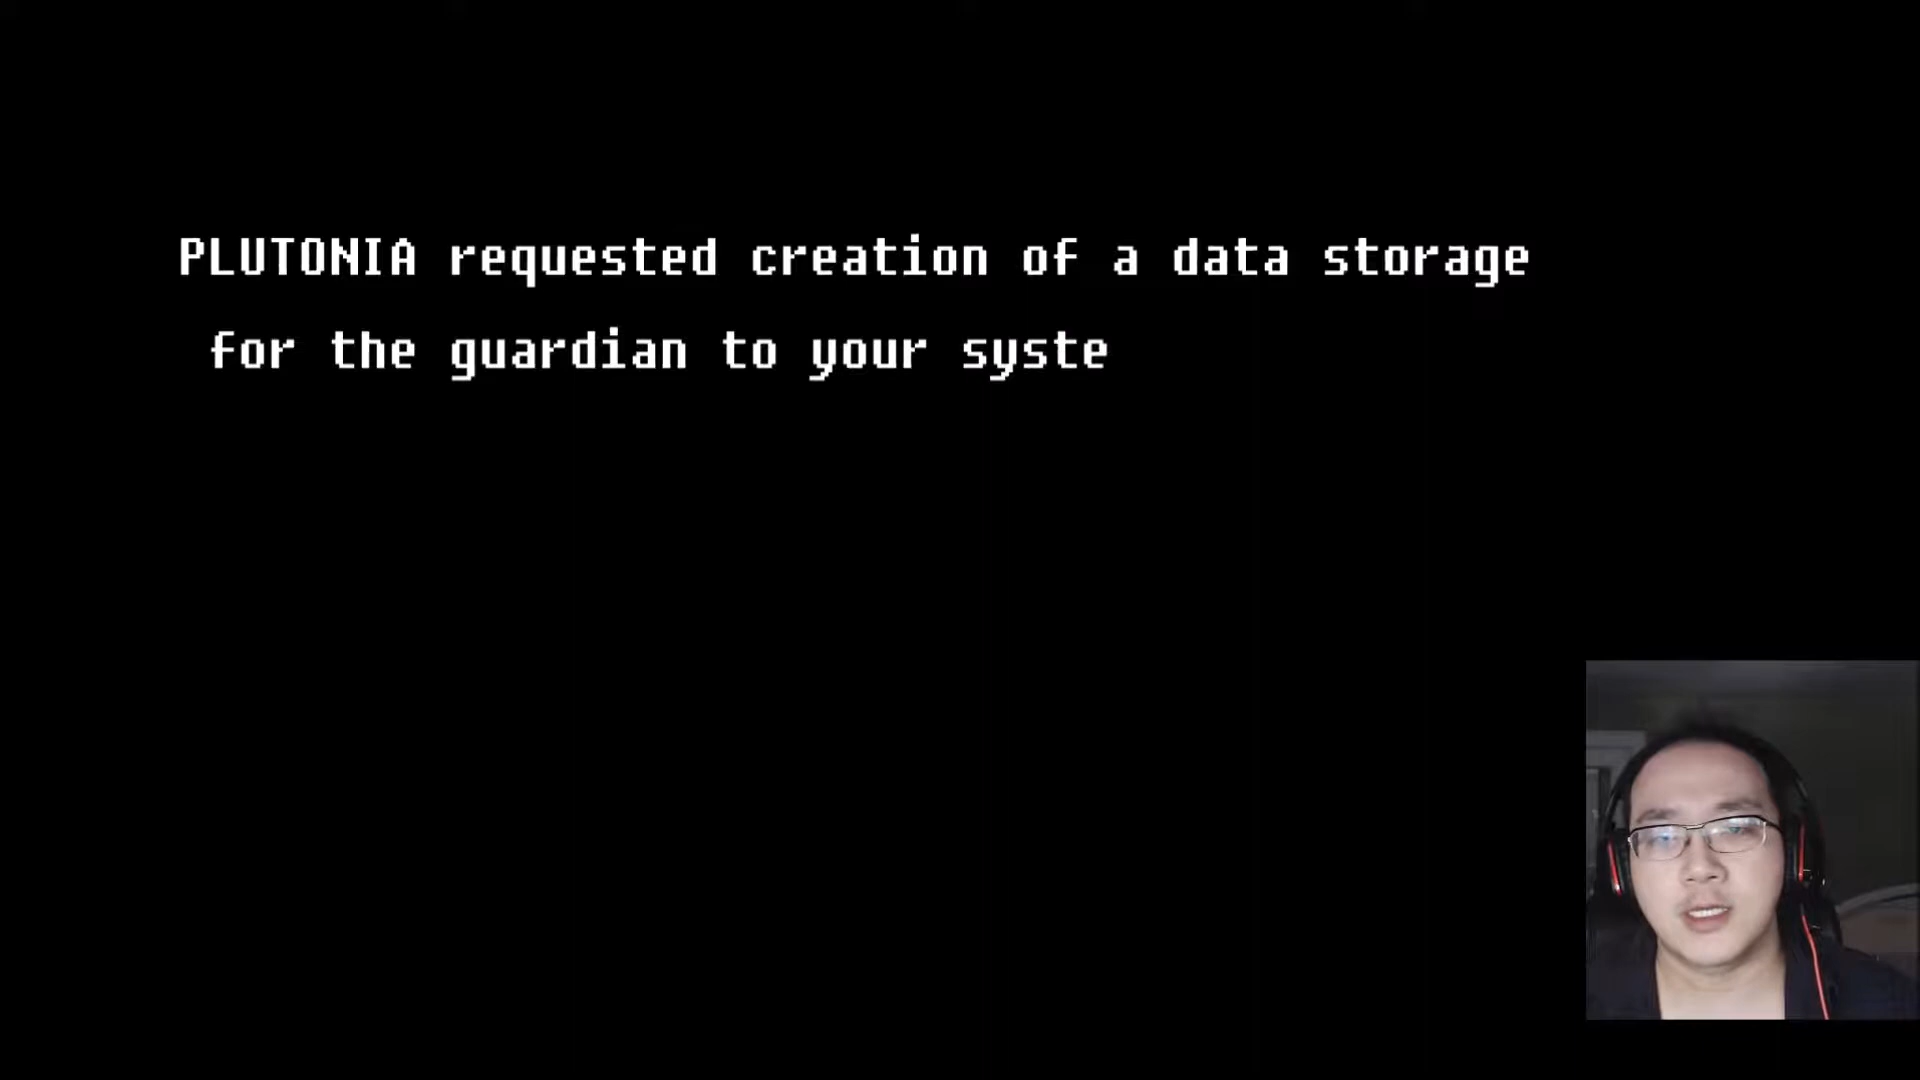 PLUTONIA requested creation of a data storage
for the guardian to your syste